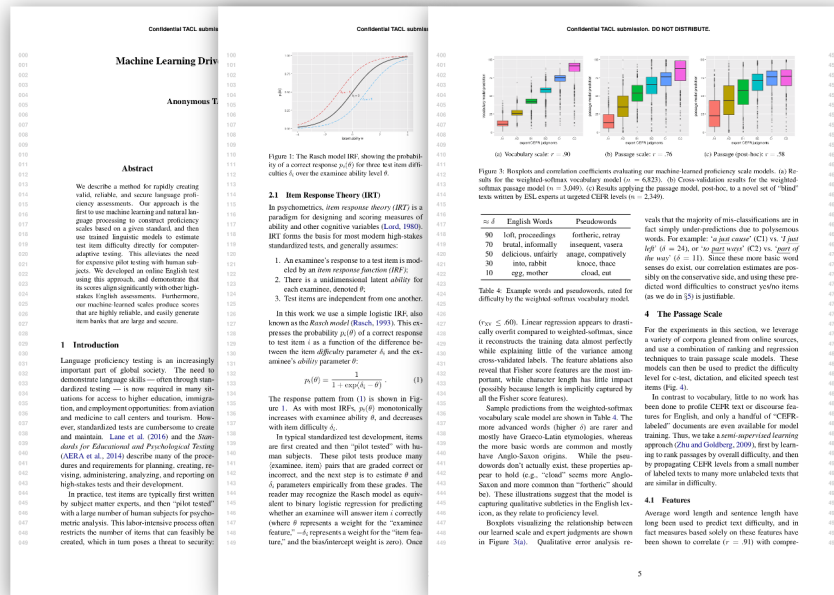 Confidential TACL submis
Machine Learning Driv
Anonymous TA
Abstract
We describe a method for rapidly creating
valid, reliable, and secure language profi-
ciency assessments. Our approach is the
first to use machine learning and natural lan-
guage processing to construct proficiency
scales based on a given standard, and then
use trained linguistic models to estimate
test item difficulty directly for computer-
adaptive testing. This alleviates the need
for expensive pilot testing with human sub-
jects. We developed an online English test
using this approach, and demonstrate that
its scores align significantly with other high-
stakes English assessments. Furthermore,
our machine-learned scales produce scores
that are highly reliable, and easily generate
item banks that are large and secure.
1 Introduction
Language proficiency testing is an increasingly
important part of global society. The need to
demonstrate language skills — often through stan-
dardized testing — is now required in many sit-
uations for access to higher education, immigra-
tion, and employment opportunities: from aviation
and medicine to call centers and tourism. How-
ever, standardized tests are cumbersome to create
and maintain. Lane et al. (2016) and the Stan-
dards for Educational and Psychological Testing
(AERA et al., 2014) describe many of the proce-
dures and requirements for planning, creating, re-
vising, administering, analyzing, and reporting on
high-stakes tests and their development.
In practice, test items are typically first written
by subject matter experts, and then “pilot tested”
with a large number of human subjects for psycho-
metric analysis. This labor-intensive process often
restricts the number of items that can feasibly be
created, which in turn poses a threat to security:
Confidential TACL submis
Figure 1: The Rasch model IRF, showing the probabil-
ity of a correct response pᵢ(θ) for three test item diffi-
culties δᵢ over the examinee ability level θ.
2.1 Item Response Theory (IRT)
In psychometrics, item response theory (IRT) is a
paradigm for designing and scoring measures of
ability and other cognitive variables (Lord, 1980).
IRT forms the basis for most modern high-stakes
standardized tests, and generally assumes:
1. An examinee's response to a test item is mod-
eled by an item response function (IRF);
2. There is a unidimensional latent ability for
each examinee, denoted θ;
3. Test items are independent from one another.
In this work we use a simple logistic IRF, also
known as the Rasch model (Rasch, 1993). This ex-
presses the probability pᵢ(θ) of a correct response
to test item i as a function of the difference be-
tween the item difficulty parameter δᵢ and the ex-
aminee's ability parameter θ:
pᵢ(θ) = 1 / (1 + exp(δᵢ − θ)) . (1)
The response pattern from (1) is shown in Fig-
ure 1. As with most IRFs, pᵢ(θ) monotonically
increases with examinee ability θ, and decreases
with item difficulty δᵢ.
In typical standardized test development, items
are first created and then “pilot tested” with hu-
man subjects. These pilot tests produce many
⟨examinee, item⟩ pairs that are graded correct or
incorrect, and the next step is to estimate θ and
δᵢ parameters empirically from these grades. The
reader may recognize the Rasch model as equiva-
lent to binary logistic regression for predicting
whether an examinee will answer item i correctly
(where θ represents a weight for the “examinee
feature,” −δᵢ represents a weight for the “item fea-
ture,” and the bias/intercept weight is zero). Once
Confidential TACL submission. DO NOT DISTRIBUTE.
(a) Vocabulary scale: r = .90
(b) Passage scale: r = .76
(c) Passage (post-hoc): r = .58
Figure 3: Boxplots and correlation coefficients evaluating our machine-learned proficiency scale models. (a) Re-
sults for the weighted-softmax vocabulary model (n = 6,823). (b) Cross-validation results for the weighted-
softmax passage model (n = 3,049). (c) Results applying the passage model, post-hoc, to a novel set of “blind”
texts written by ESL experts at targeted CEFR levels (n = 2,349).
≈ δ English Words Pseudowords
90 loft, proceedings fortheric, retray
70 brutal, informally insequent, vasera
50 delicious, unfairly anage, compatively
30 into, rabbit knoce, thace
10 egg, mother cloud, eut
Table 4: Example words and pseudowords, rated for
difficulty by the weighted-softmax vocabulary model.
(rₓᵥ ≤ .60). Linear regression appears to drasti-
cally overfit compared to weighted-softmax, since
it reconstructs the training data almost perfectly
while explaining little of the variance among
cross-validated labels. The feature ablations also
reveal that Fisher score features are the most im-
portant, while character length has little impact
(possibly because length is implicitly captured by
all the Fisher score features).
Sample predictions from the weighted-softmax
vocabulary scale model are shown in Table 4. The
more advanced words (higher δ) are rarer and
mostly have Graeco-Latin etymologies, whereas
the more basic words are common and mostly
have Anglo-Saxon origins. While the pseu-
dowords don't actually exist, these properties ap-
pear to hold (e.g., “cload” seems more Anglo-
Saxon and more common than “fortheric” should
be). These illustrations suggest that the model is
capturing qualitative subtleties in the English lex-
icon, as they relate to proficiency level.
Boxplots visualizing the relationship between
our learned scale and expert judgments are shown
in Figure 3(a). Qualitative error analysis re-
veals that the majority of mis-classifications are in
fact simply under-predictions due to polysemous
words. For example: ‘a just cause’ (C1) vs. ‘I just
left’ (δ = 24), or ‘to part ways’ (C2) vs. ‘part of
the way’ (δ = 11). Since these more basic word
senses do exist, our correlation estimates are pos-
sibly on the conservative side, and using these pre-
dicted word difficulties to construct yes/no items
(as we do in §5) is justifiable.
4 The Passage Scale
For the experiments in this section, we leverage
a variety of corpora gleaned from online sources,
and use a combination of ranking and regression
techniques to train passage scale models. These
models can then be used to predict the difficulty
level for c-test, dictation, and elicited speech test
items (Fig. 4).
In contrast to vocabulary, little to no work has
been done to profile CEFR text or discourse fea-
tures for English, and only a handful of “CEFR-
labeled” documents are even available for model
training. Thus, we take a semi-supervised learning
approach (Zhu and Goldberg, 2009), first by learn-
ing to rank passages by overall difficulty, and then
by propagating CEFR levels from a small number
of labeled texts to many more unlabeled texts that
are similar in difficulty.
4.1 Features
Average word length and sentence length have
long been used to predict text difficulty, and in
fact measures based solely on these features have
been shown to correlate (r = .91) with compre-
5